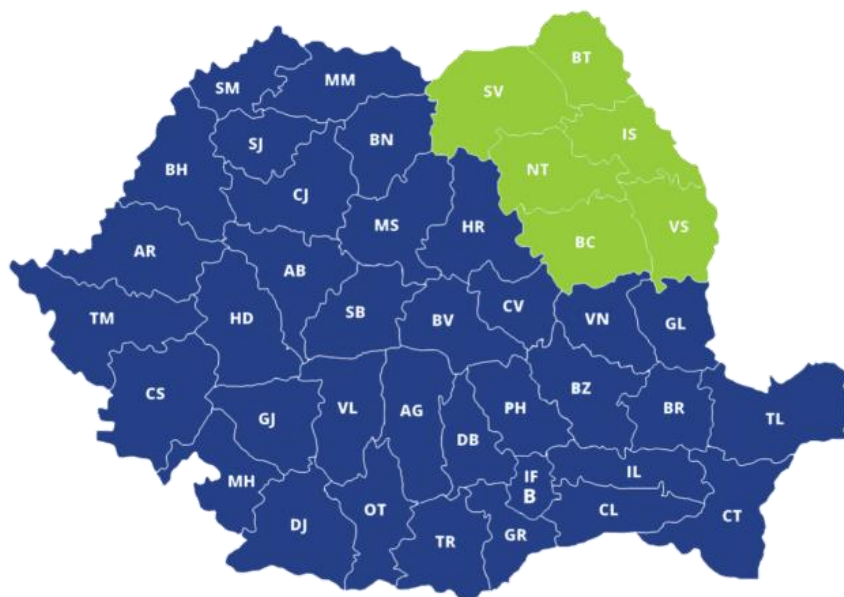 BT
SM
MM
SV
IS
SJ
BN
BH
NT
CJ
MS
HR
VS
BC
AR
AB
CV
TM
HD
SB
BV
VN
GL
CS
BZ
GJ
VL
AG
PH
BR
TL
DB
MH
IF
B
IL
OT
CL
CT
DJ
TR
GR